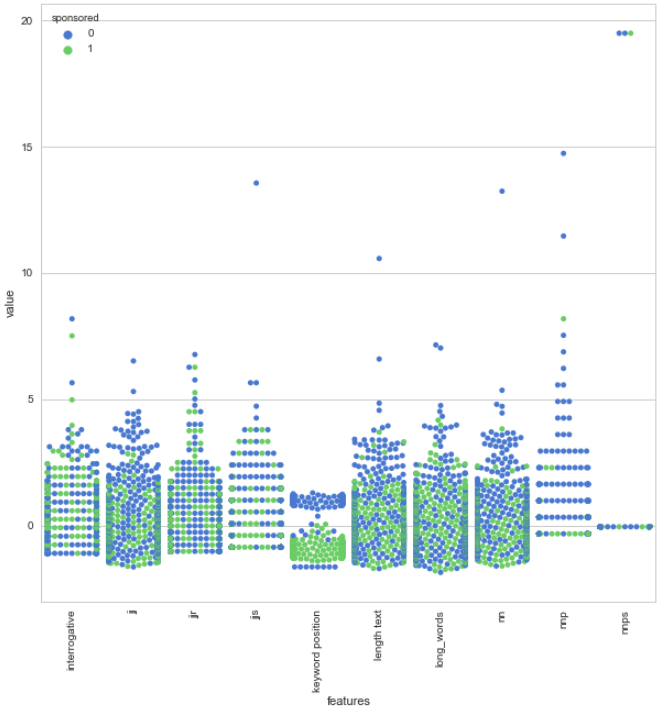 20
sponsored
0
1
15
10
5
0
value
interrogative
jj
jjr
jjs
keyword position
length text
long_words
nn
nnp
nnps
features